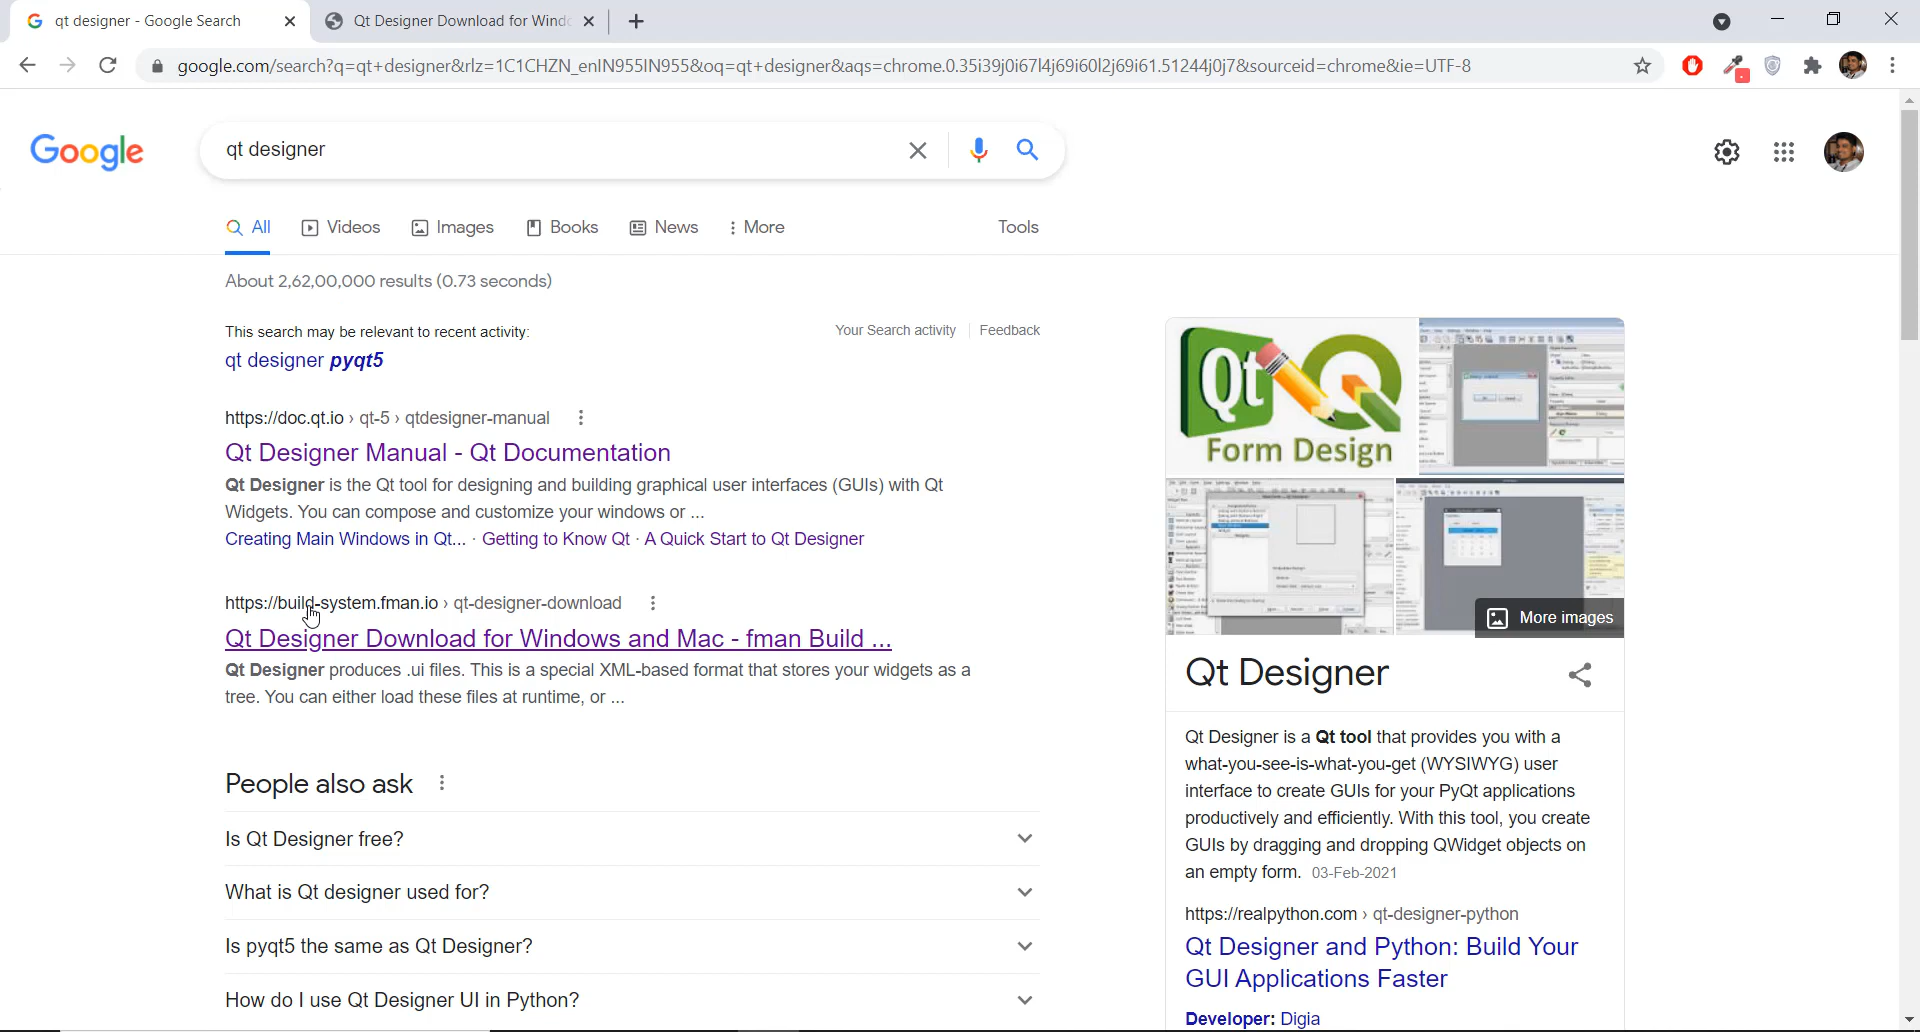 qt designer - Google Search
Qt Designer Download for Windo
google.com/search?q=qt+designer&rlz=1C1CHZN_enIN955IN955&oq=qt+designer&aqs=chrome.0.35i39j0i67l4j69i60l2j69i61.51244j0j7&sourceid=chrome&ie=UTF-8
Google
qt designer
All
Videos
Images
Books
News
More
Tools
About 2,62,00,000 results (0.73 seconds)
This search may be relevant to recent activity:
Your Search activity
Feedback
qt designer pyqt5
https://doc.qt.io › qt-5 › qtdesigner-manual
Qt Designer Manual - Qt Documentation
Qt Designer is the Qt tool for designing and building graphical user interfaces (GUIs) with Qt
Widgets. You can compose and customize your windows or ...
Creating Main Windows in Qt... · Getting to Know Qt · A Quick Start to Qt Designer
https://build-system.fman.io › qt-designer-download
Qt Designer Download for Windows and Mac - fman Build ...
Qt Designer produces .ui files. This is a special XML-based format that stores your widgets as a
tree. You can either load these files at runtime, or ...
People also ask
Is Qt Designer free?
What is Qt designer used for?
Is pyqt5 the same as Qt Designer?
How do I use Qt Designer UI in Python?
Qt
Form Design
More images
Qt Designer
Qt Designer is a Qt tool that provides you with a
what-you-see-is-what-you-get (WYSIWYG) user
interface to create GUIs for your PyQt applications
productively and efficiently. With this tool, you create
GUIs by dragging and dropping QWidget objects on
an empty form. 03-Feb-2021
https://realpython.com › qt-designer-python
Qt Designer and Python: Build Your
GUI Applications Faster
Developer: Digia